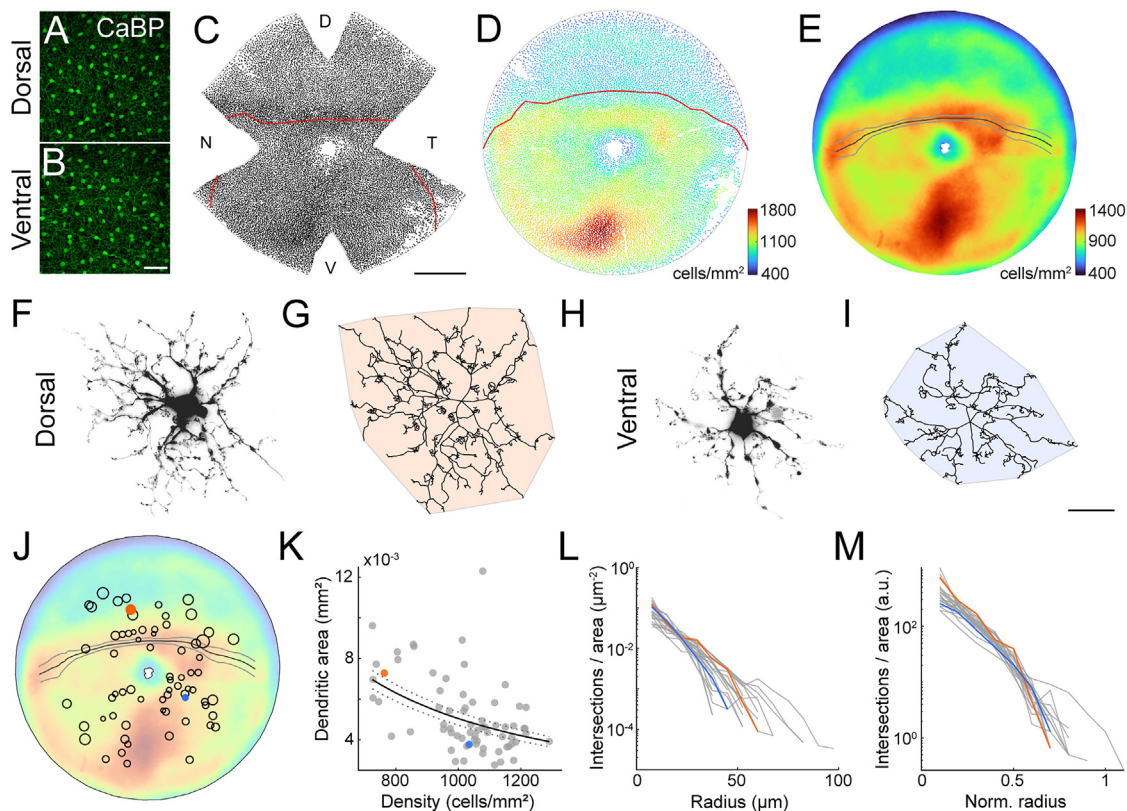 A
CaBP
Dorsal
B
Ventral
C
D
N
T
V
D
1800
1100
400
cells/mm²
E
1400
900
400
cells/mm²
F
Dorsal
G
H
Ventral
I
J
K
x10⁻³
12
8
4
Dendritic area (mm²)
800
1000
1200
Density (cells/mm²)
L
10⁰
10⁻²
10⁻⁴
Intersections / area (µm⁻²)
0
50
100
Radius (µm)
M
10²
10⁰
Intersections / area (a.u.)
0
0.5
1
Norm. radius